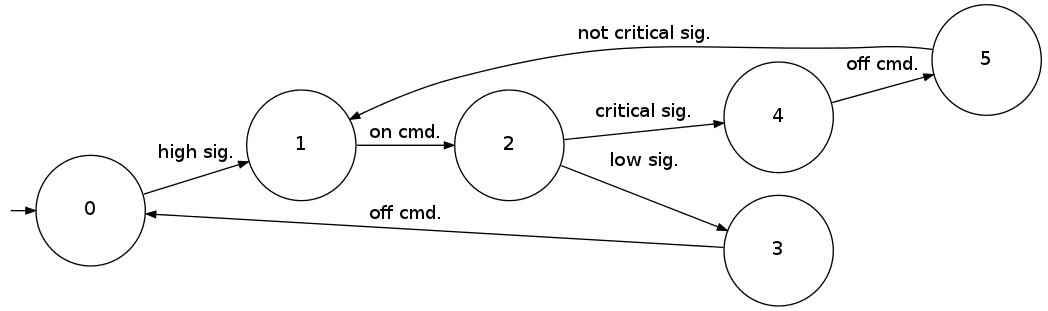 not critical sig.
5
off cmd.
critical sig.
4
on cmd.
1
2
high sig.
low sig.
0
off cmd.
3